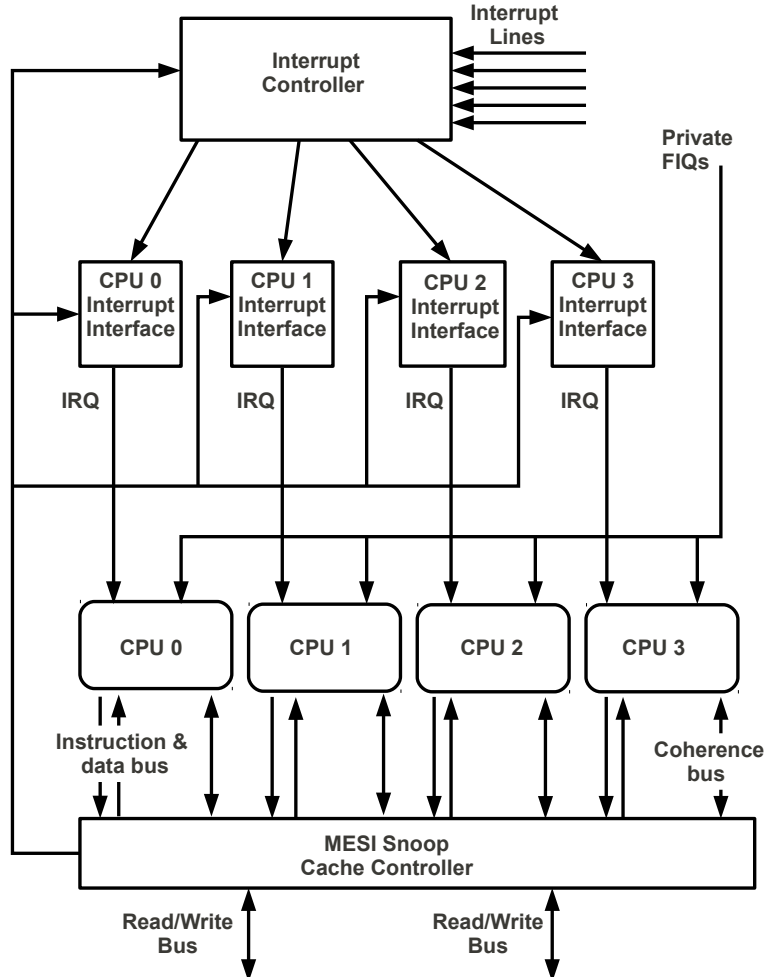 Interrupt
Lines
Interrupt
Controller
Private
FIQs
CPU 0
Interrupt
Interface
CPU 1
Interrupt
Interface
CPU 2
Interrupt
Interface
CPU 3
Interrupt
Interface
IRQ
IRQ
IRQ
IRQ
CPU 0
CPU 1
CPU 2
CPU 3
Instruction &
data bus
Coherence
bus
MESI Snoop
Cache Controller
Read/Write
Bus
Read/Write
Bus